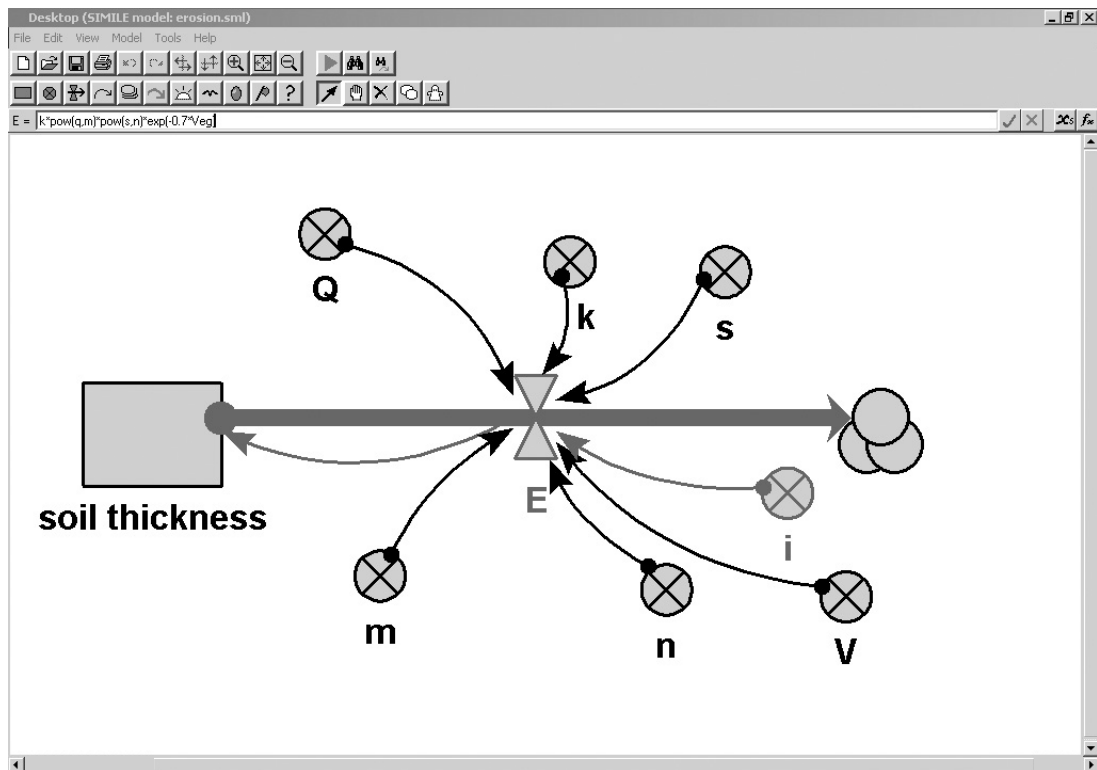 Desktop (SIMILE model: erosion.sml)
File Edit View Model Tools Help
?
E = k*pow(q,m)*pow(s,n)*exp(-0.7*Veg
Q
k
s
soil thickness
E
i
m
n
V